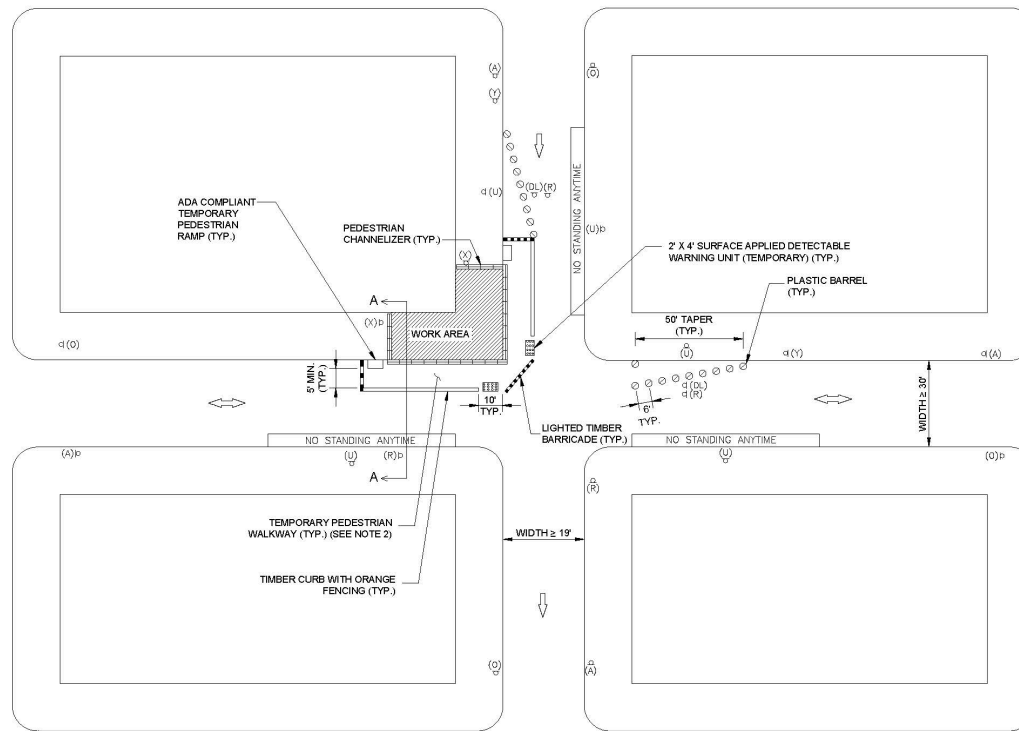 (A)
(Y)
(O)
ADA COMPLIANT
TEMPORARY
PEDESTRIAN
RAMP (TYP.)
PEDESTRIAN
CHANNELIZER (TYP.)
(U)
(DL)(R)
(U)
NO STANDING ANYTIME
2' X 4' SURFACE APPLIED DETECTABLE
WARNING UNIT (TEMPORARY) (TYP.)
PLASTIC BARREL
(TYP.)
(X)
A
(X)
WORK AREA
50' TAPER
(TYP.)
(O)
(U)
(Y)
(A)
5' MIN.
(TYP.)
10'
TYP.
(DL)
(R)
6'
TYP.
WIDTH ≥ 30'
LIGHTED TIMBER
BARRICADE (TYP.)
NO STANDING ANYTIME
NO STANDING ANYTIME
(A)
(U)
(R)
(U)
(O)
A
(R)
TEMPORARY PEDESTRIAN
WALKWAY (TYP.) (SEE NOTE 2)
WIDTH ≥ 19'
TIMBER CURB WITH ORANGE
FENCING (TYP.)
(O)
(A)